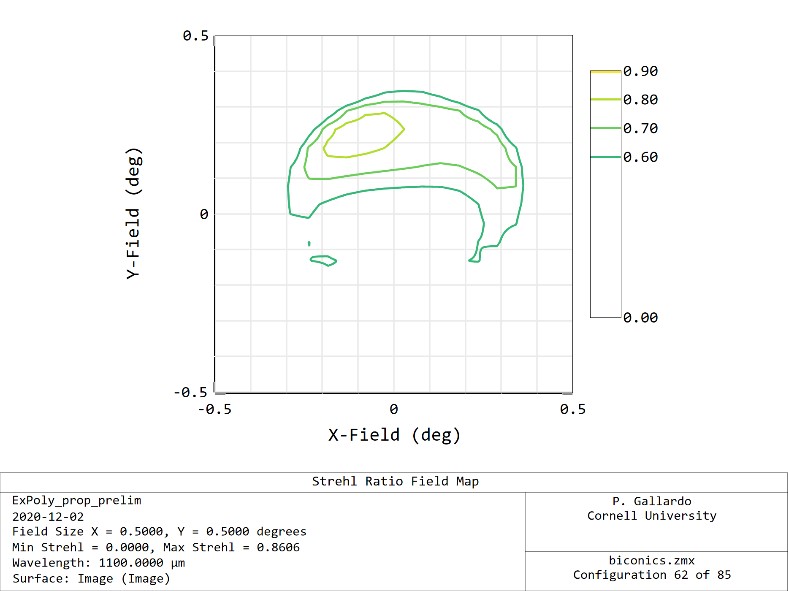 0.5
0
-0.5
Y-Field (deg)
-0.5
0
0.5
X-Field (deg)
0.90
0.80
0.70
0.60
0.00
Strehl Ratio Field Map
ExPoly_prop_prelim
2020-12-02
Field Size X = 0.5000, Y = 0.5000 degrees
Min Strehl = 0.0000, Max Strehl = 0.8606
Wavelength: 1100.0000 µm
Surface: Image (Image)
P. Gallardo
Cornell University
biconics.zmx
Configuration 62 of 85